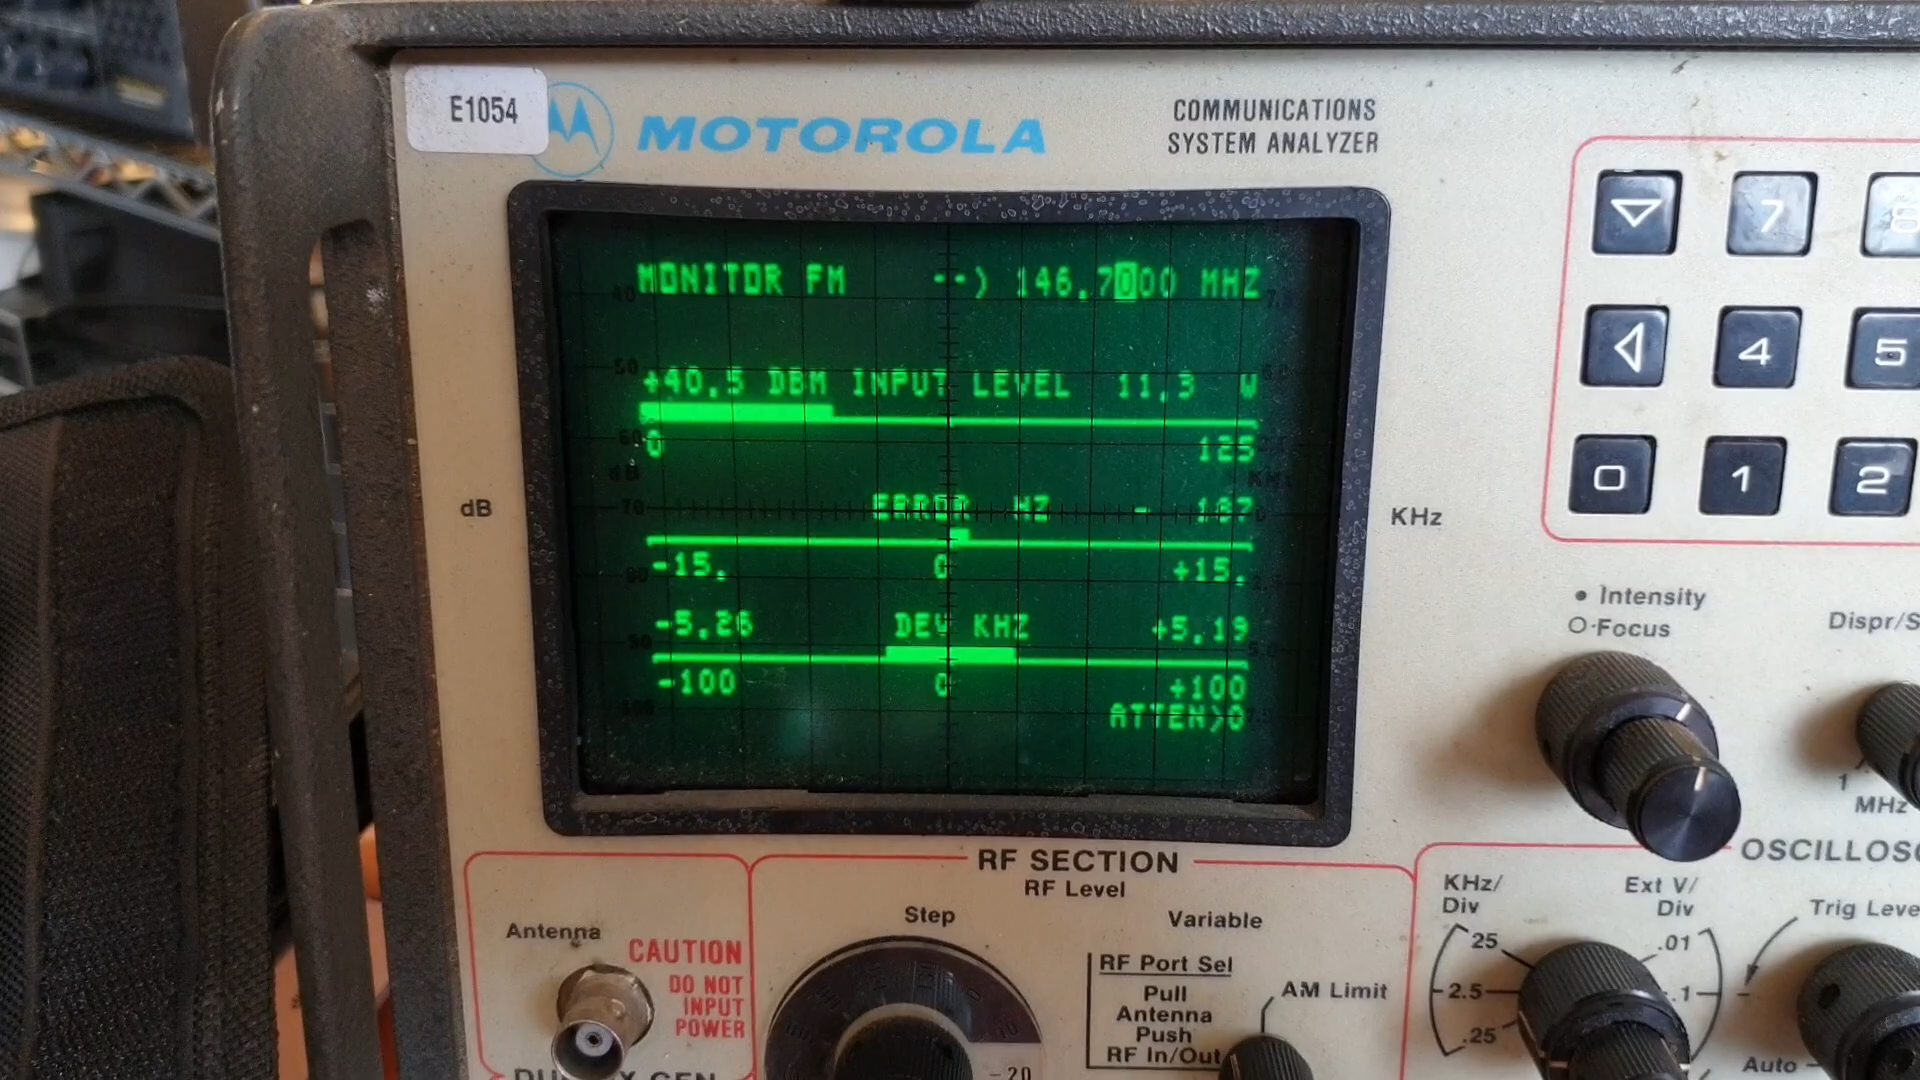 E1054
MOTOROLA
COMMUNICATIONS
SYSTEM ANALYZER
MONITOR FM --) 146.7000 MHZ
+40.5 DBM INPUT LEVEL 11.3 W
0 125
ERROR HZ - 187
-15. 0 +15.
-5.26 DEV KHZ +5.19
-100 0 +100
ATTEN>0
dB
KHz
7 8
4 5
0 1 2
Intensity
Focus
1
MHz
RF SECTION
RF Level
Step
Variable
Antenna
CAUTION
DO NOT
INPUT
POWER
RF Port Sel
Pull
Antenna
Push
RF In/Out
AM Limit
-20
KHz/
Div
25
2.5
.25
Ext V/
Div
.01
.1
Auto